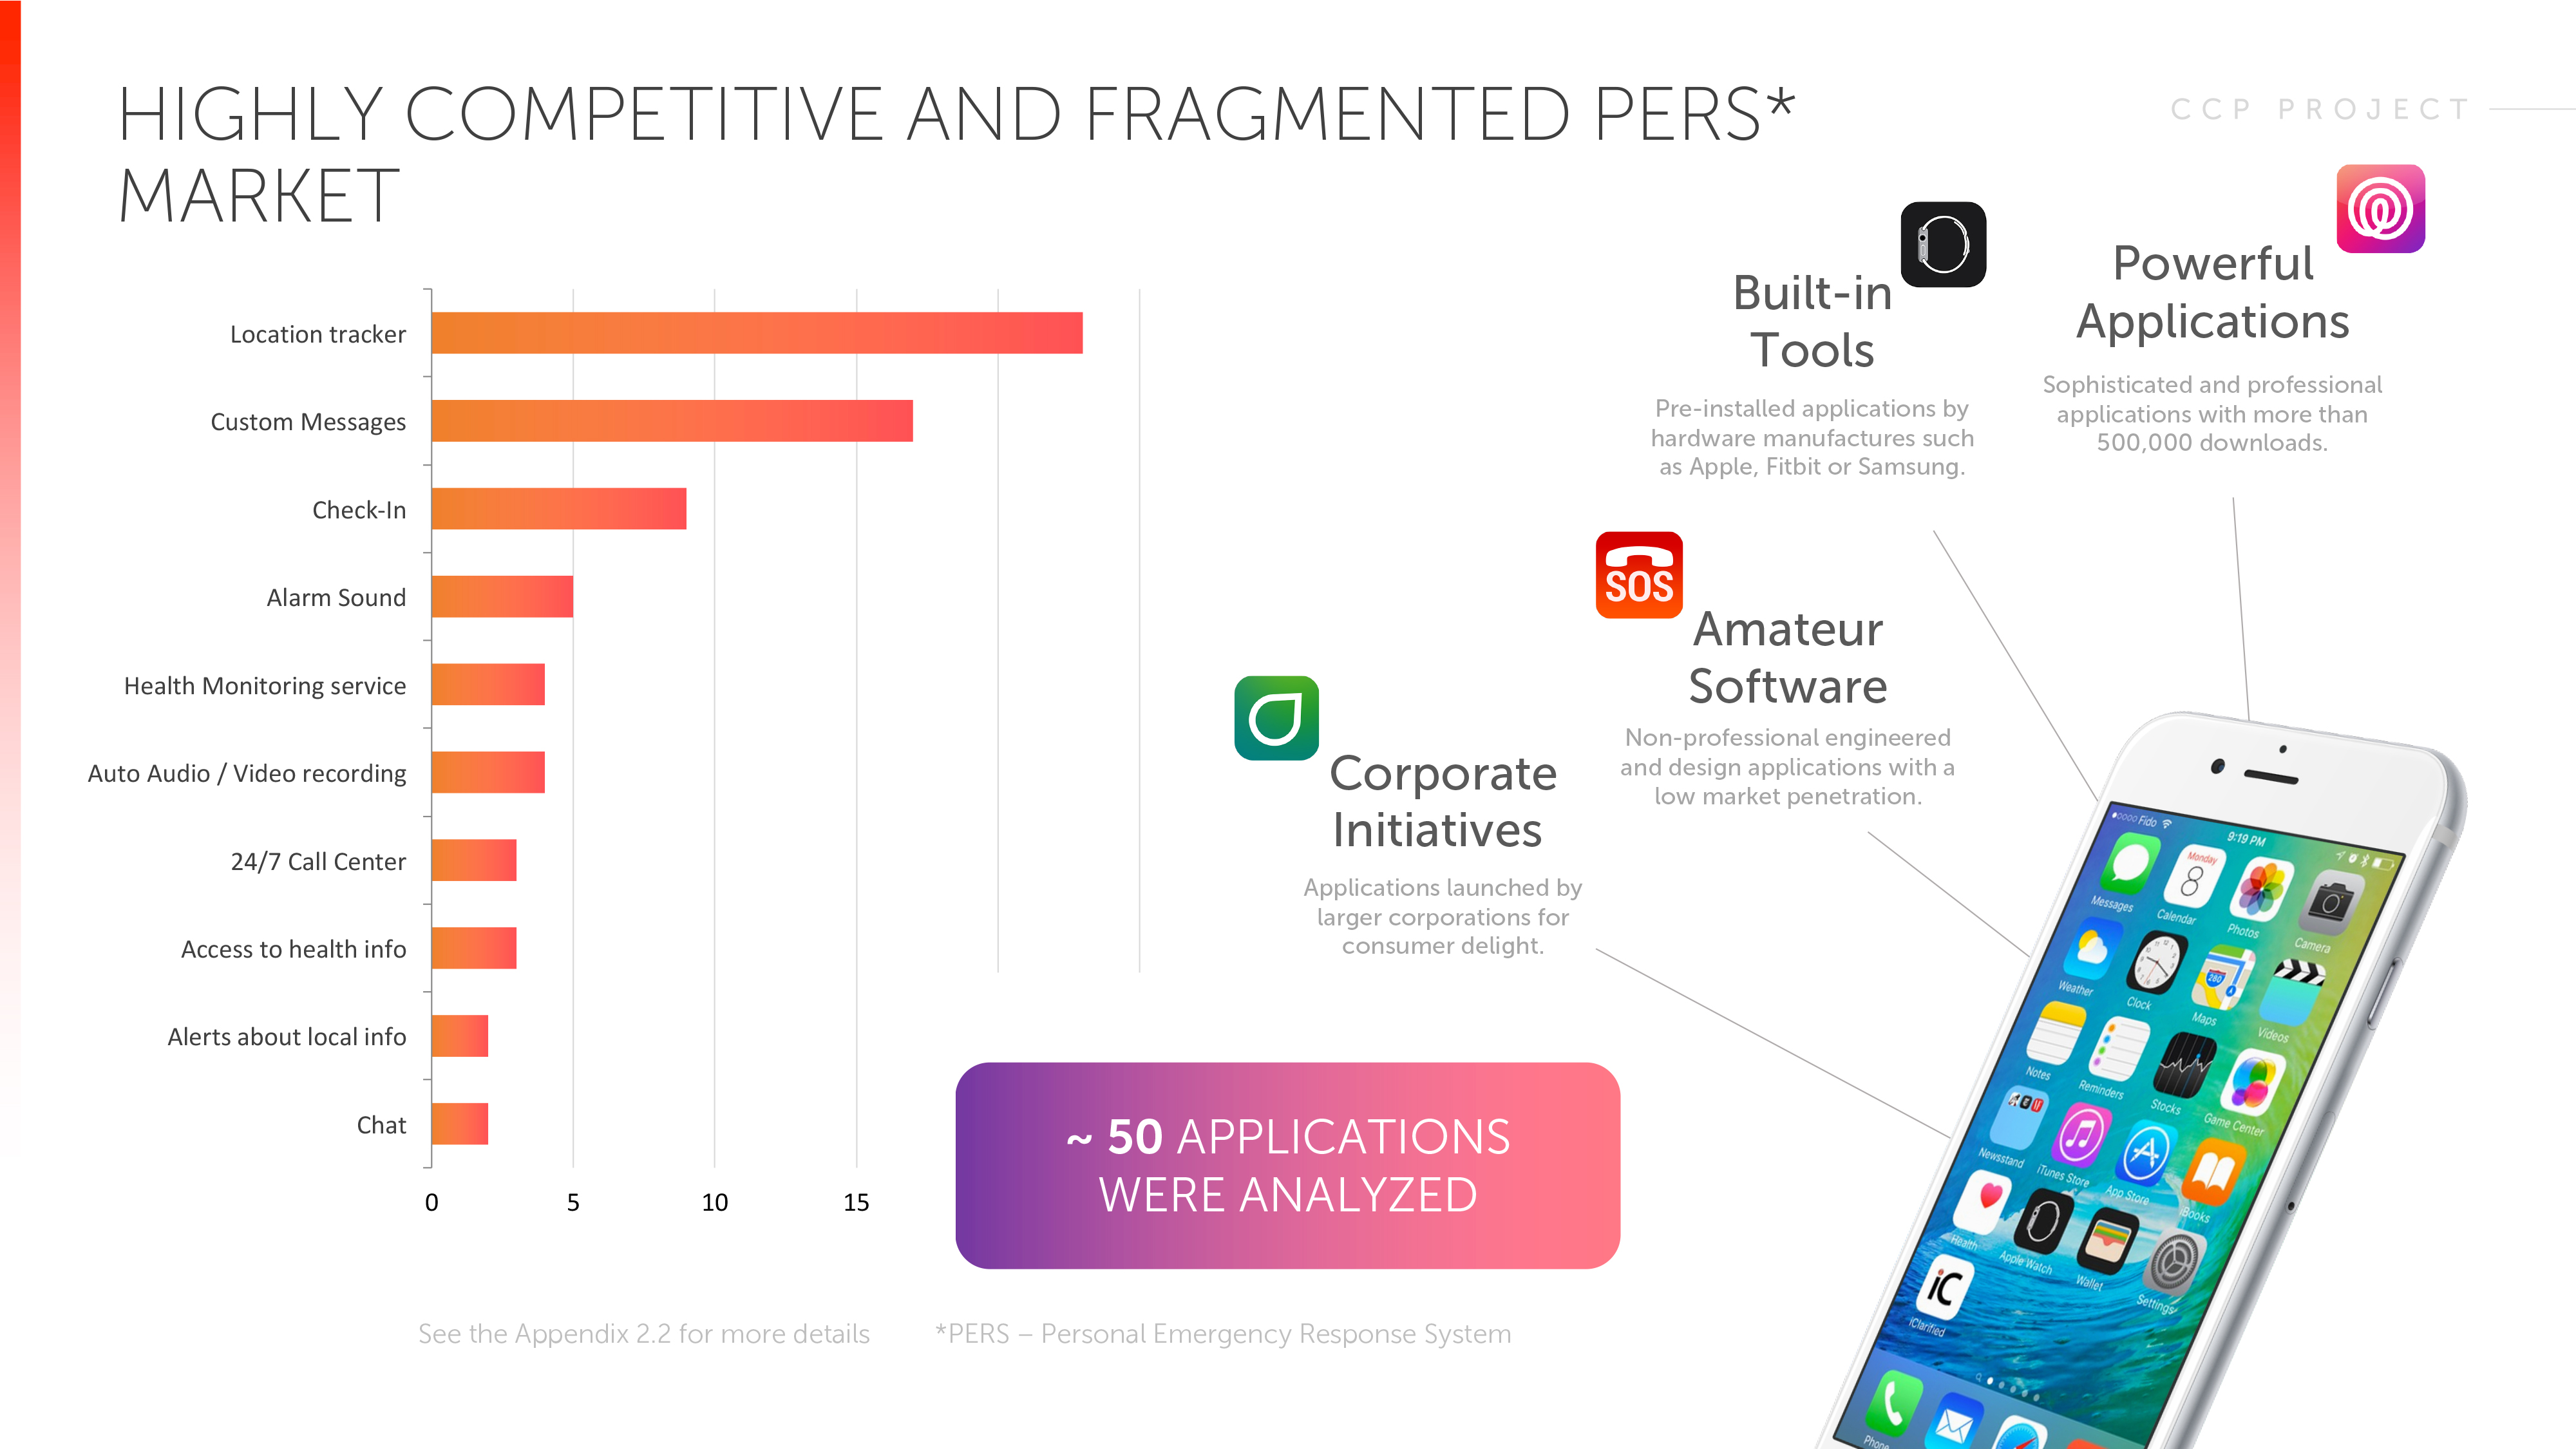 HIGHLY COMPETITIVE AND FRAGMENTED PERS*
MARKET
CCP PROJECT
Location tracker
Custom Messages
Check-In
Alarm Sound
Health Monitoring service
Auto Audio / Video recording
24/7 Call Center
Access to health info
Alerts about local info
Chat
0
5
10
15
Built-in
Tools
Pre-installed applications by
hardware manufactures such
as Apple, Fitbit or Samsung.
Powerful
Applications
Sophisticated and professional
applications with more than
500,000 downloads.
SOS
Amateur
Software
Non-professional engineered
and design applications with a
low market penetration.
Corporate
Initiatives
Applications launched by
larger corporations for
consumer delight.
~ 50 APPLICATIONS
WERE ANALYZED
See the Appendix 2.2 for more details
*PERS – Personal Emergency Response System
Fido
9:19 PM
Monday
8
Messages
Calendar
Photos
Camera
280
Weather
Clock
Maps
Videos
Notes
Reminders
Stocks
Game Center
Newsstand
iTunes Store
App Store
iBooks
Health
Apple Watch
Wallet
Settings
iC
iClarified
Phone